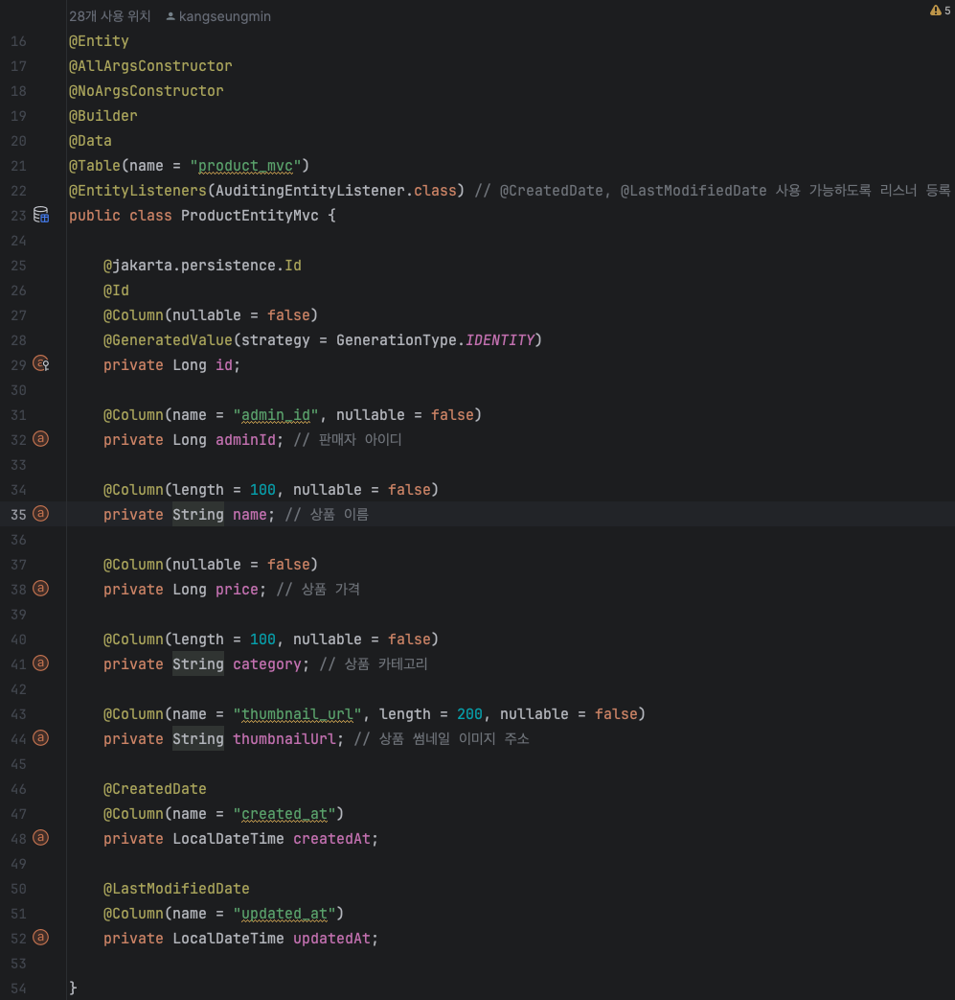 28개 사용 위치 kangseungmin
5
16 @Entity
17 @AllArgsConstructor
18 @NoArgsConstructor
19 @Builder
20 @Data
21 @Table(name = "product_mvc")
22 @EntityListeners(AuditingEntityListener.class) // @CreatedDate, @LastModifiedDate 사용 가능하도록 리스너 등록
23 public class ProductEntityMvc {
24
25 @jakarta.persistence.Id
26 @Id
27 @Column(nullable = false)
28 @GeneratedValue(strategy = GenerationType.IDENTITY)
29 private Long id;
30
31 @Column(name = "admin_id", nullable = false)
32 private Long adminId; // 판매자 아이디
33
34 @Column(length = 100, nullable = false)
35 private String name; // 상품 이름
36
37 @Column(nullable = false)
38 private Long price; // 상품 가격
39
40 @Column(length = 100, nullable = false)
41 private String category; // 상품 카테고리
42
43 @Column(name = "thumbnail_url", length = 200, nullable = false)
44 private String thumbnailUrl; // 상품 썸네일 이미지 주소
45
46 @CreatedDate
47 @Column(name = "created_at")
48 private LocalDateTime createdAt;
49
50 @LastModifiedDate
51 @Column(name = "updated_at")
52 private LocalDateTime updatedAt;
53
54 }